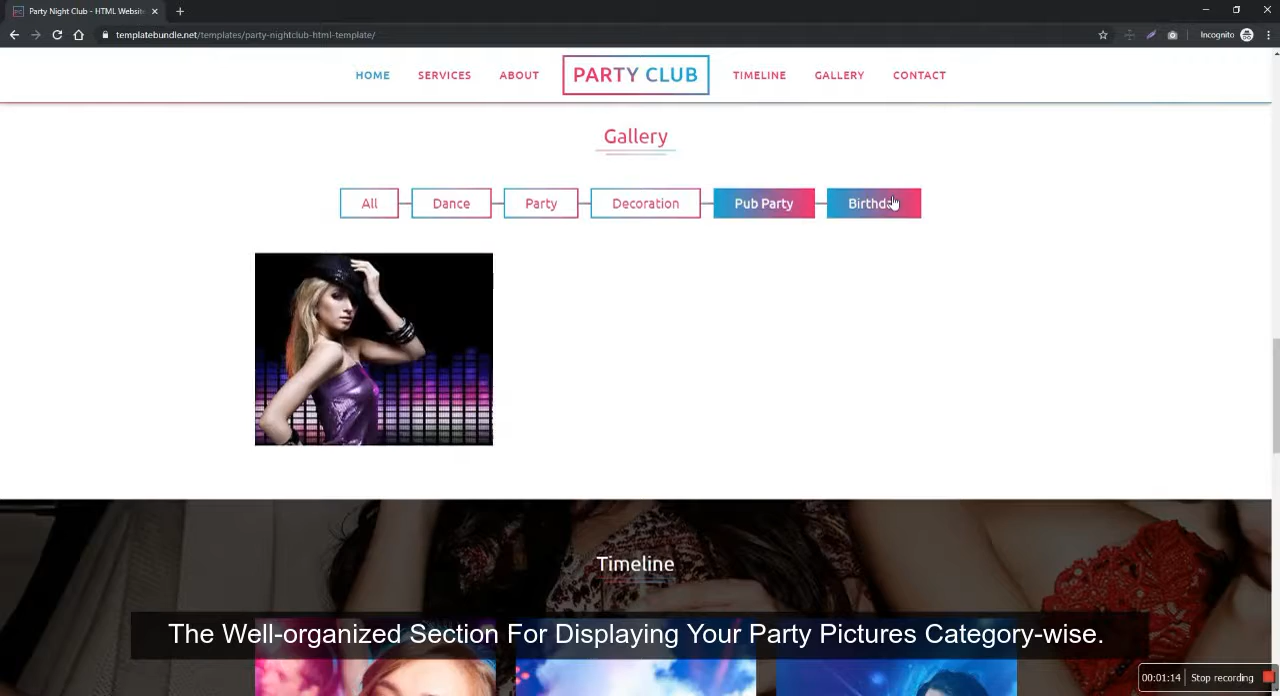 Party Night Club - HTML Websit
templatebundle.net/templates/party-nightclub-html-template/
Incognito
HOME SERVICES ABOUT PARTY CLUB TIMELINE GALLERY CONTACT
Gallery
All Dance Party Decoration Pub Party Birthd
Timeline
The Well-organized Section For Displaying Your Party Pictures Category-wise.
00:01:14 Stop recording